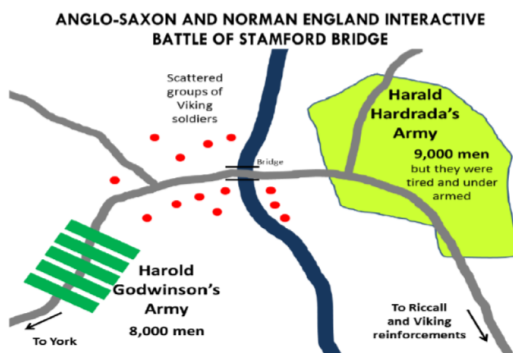 ANGLO-SAXON AND NORMAN ENGLAND INTERACTIVE
BATTLE OF STAMFORD BRIDGE
Scattered
groups of
Viking
soldiers
Bridge
Harald
Hardrada's
Army
9,000 men
but they were
tired and under
armed
Harold
Godwinson's
Army
8,000 men
To York
To Riccall
and Viking
reinforcements